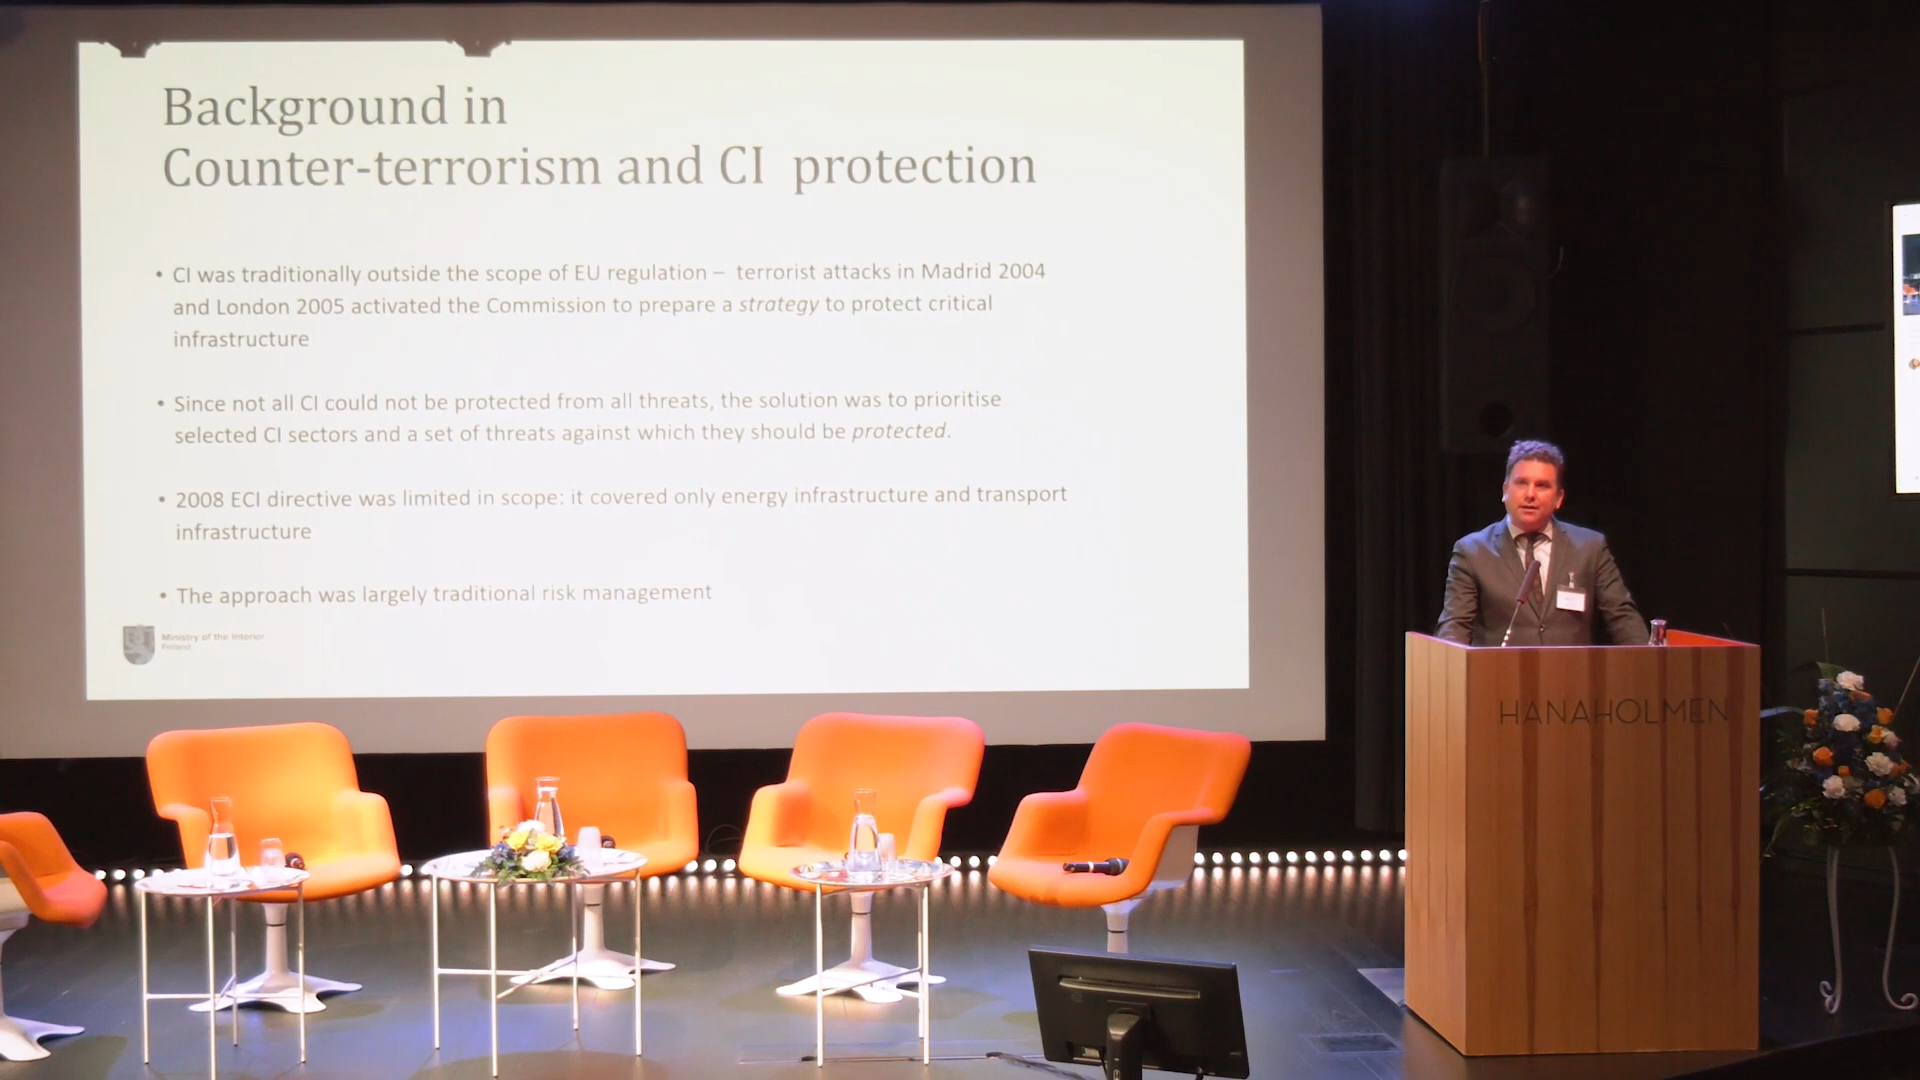 Background in
Counter-terrorism and CI protection
• CI was traditionally outside the scope of EU regulation – terrorist attacks in Madrid 2004
and London 2005 activated the Commission to prepare a strategy to protect critical
infrastructure
• Since not all CI could not be protected from all threats, the solution was to prioritise
selected CI sectors and a set of threats against which they should be protected.
• 2008 ECI directive was limited in scope: it covered only energy infrastructure and transport
infrastructure
• The approach was largely traditional risk management
Ministry of the Interior
Finland
HANAHOLMEN